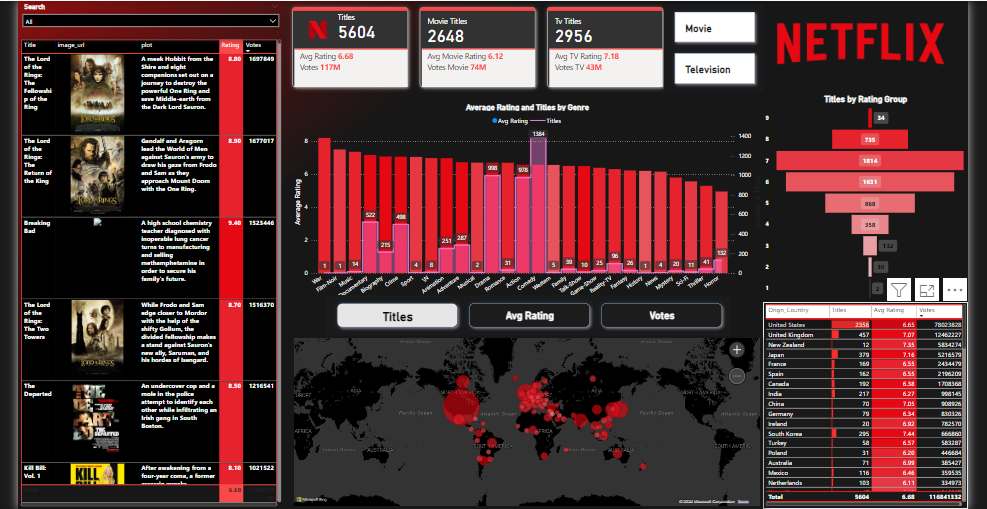 Search
All
Title image_url plot Rating Votes
The Lord
of the
Rings:
The
Fellowshi
p of the
Ring
A meek Hobbit from the
Shire and eight
companions set out on a
journey to destroy the
powerful One Ring and
save Middle-earth from
the Dark Lord Sauron.
8.80 1697849
The Lord
of the
Rings:
The
Return of
the King
Gandalf and Aragorn
lead the World of Men
against Sauron's army to
draw his gaze from Frodo
and Sam as they
approach Mount Doom
with the One Ring.
8.90 1677017
Breaking
Bad
A high school chemistry
teacher diagnosed with
inoperable lung cancer
turns to manufacturing
and selling
methamphetamine in
order to secure his
family's future.
9.40 1523446
The Lord
of the
Rings:
The Two
Towers
While Frodo and Sam
edge closer to Mordor
with the help of the
shifty Gollum, the
divided fellowship makes
a stand against Sauron's
new ally, Saruman, and
his hordes of Isengard.
8.70 1516370
The
Departed
An undercover cop and a
mole in the police
attempt to identify each
other while infiltrating an
Irish gang in South
Boston.
8.50 1216541
THE
DEPARTED
Kill Bill:
Vol. 1
KILL
After awakening from a
four-year coma, a former
8.10 1021522
6.68
N
Titles
5604
Avg Rating 6.68
Votes 117M
Movie Titles
2648
Avg Movie Rating 6.12
Votes Movie 74M
Tv Titles
2956
Avg TV Rating 7.18
Votes TV 43M
Movie
Television
NETFLIX
Average Rating and Titles by Genre
Avg Rating Titles
Average Rating
8
6
4
2
0
1400
1200
1000
800
600
400
200
0
1 1 14 522 215 498 4 8 251 287 2 998 31 978 1384 5 39 10 25 96 26 1 4 20 11 41 132
War
Film-Noir
Music
Documentary
Biography
Crime
Sport
Animation
Adventure
Musical
Drama
Romance
Action
Comedy
Western
Family
Talk-Show
Game-Show
Fantasy
History
News
Mystery
Sci-Fi
Thriller
Horror
Titles
Avg Rating
Votes
Titles by Rating Group
9 34
8 735
7 1814
6 1631
5 868
4 358
3 132
2 30
1 2
NORTH AMERICA
EUROPE
ASIA
AFRICA
AUSTRALIA
SOUTH AMERICA
Pacific Ocean
Atlantic Ocean
Indian Ocean
Arctic Ocean
Microsoft Bing
© 2024 Microsoft Corporation Terms
Origin_Country Titles Avg Rating Votes
United States 2358 6.65 78023828
United Kingdom 457 7.07 12462227
New Zealand 12 7.35 5834274
Japan 379 7.16 5216579
France 169 6.55 2434479
Spain 162 6.55 2196209
Canada 192 6.38 1708368
India 217 6.27 998145
China 70 7.05 908926
Germany 79 6.34 830326
Ireland 20 6.92 782570
South Korea 295 7.44 666860
Turkey 58 6.57 583287
Poland 31 6.20 446684
Australia 71 6.99 385427
Mexico 116 6.46 359535
Netherlands 103 6.11 334973
Total 5604 6.68 116841332